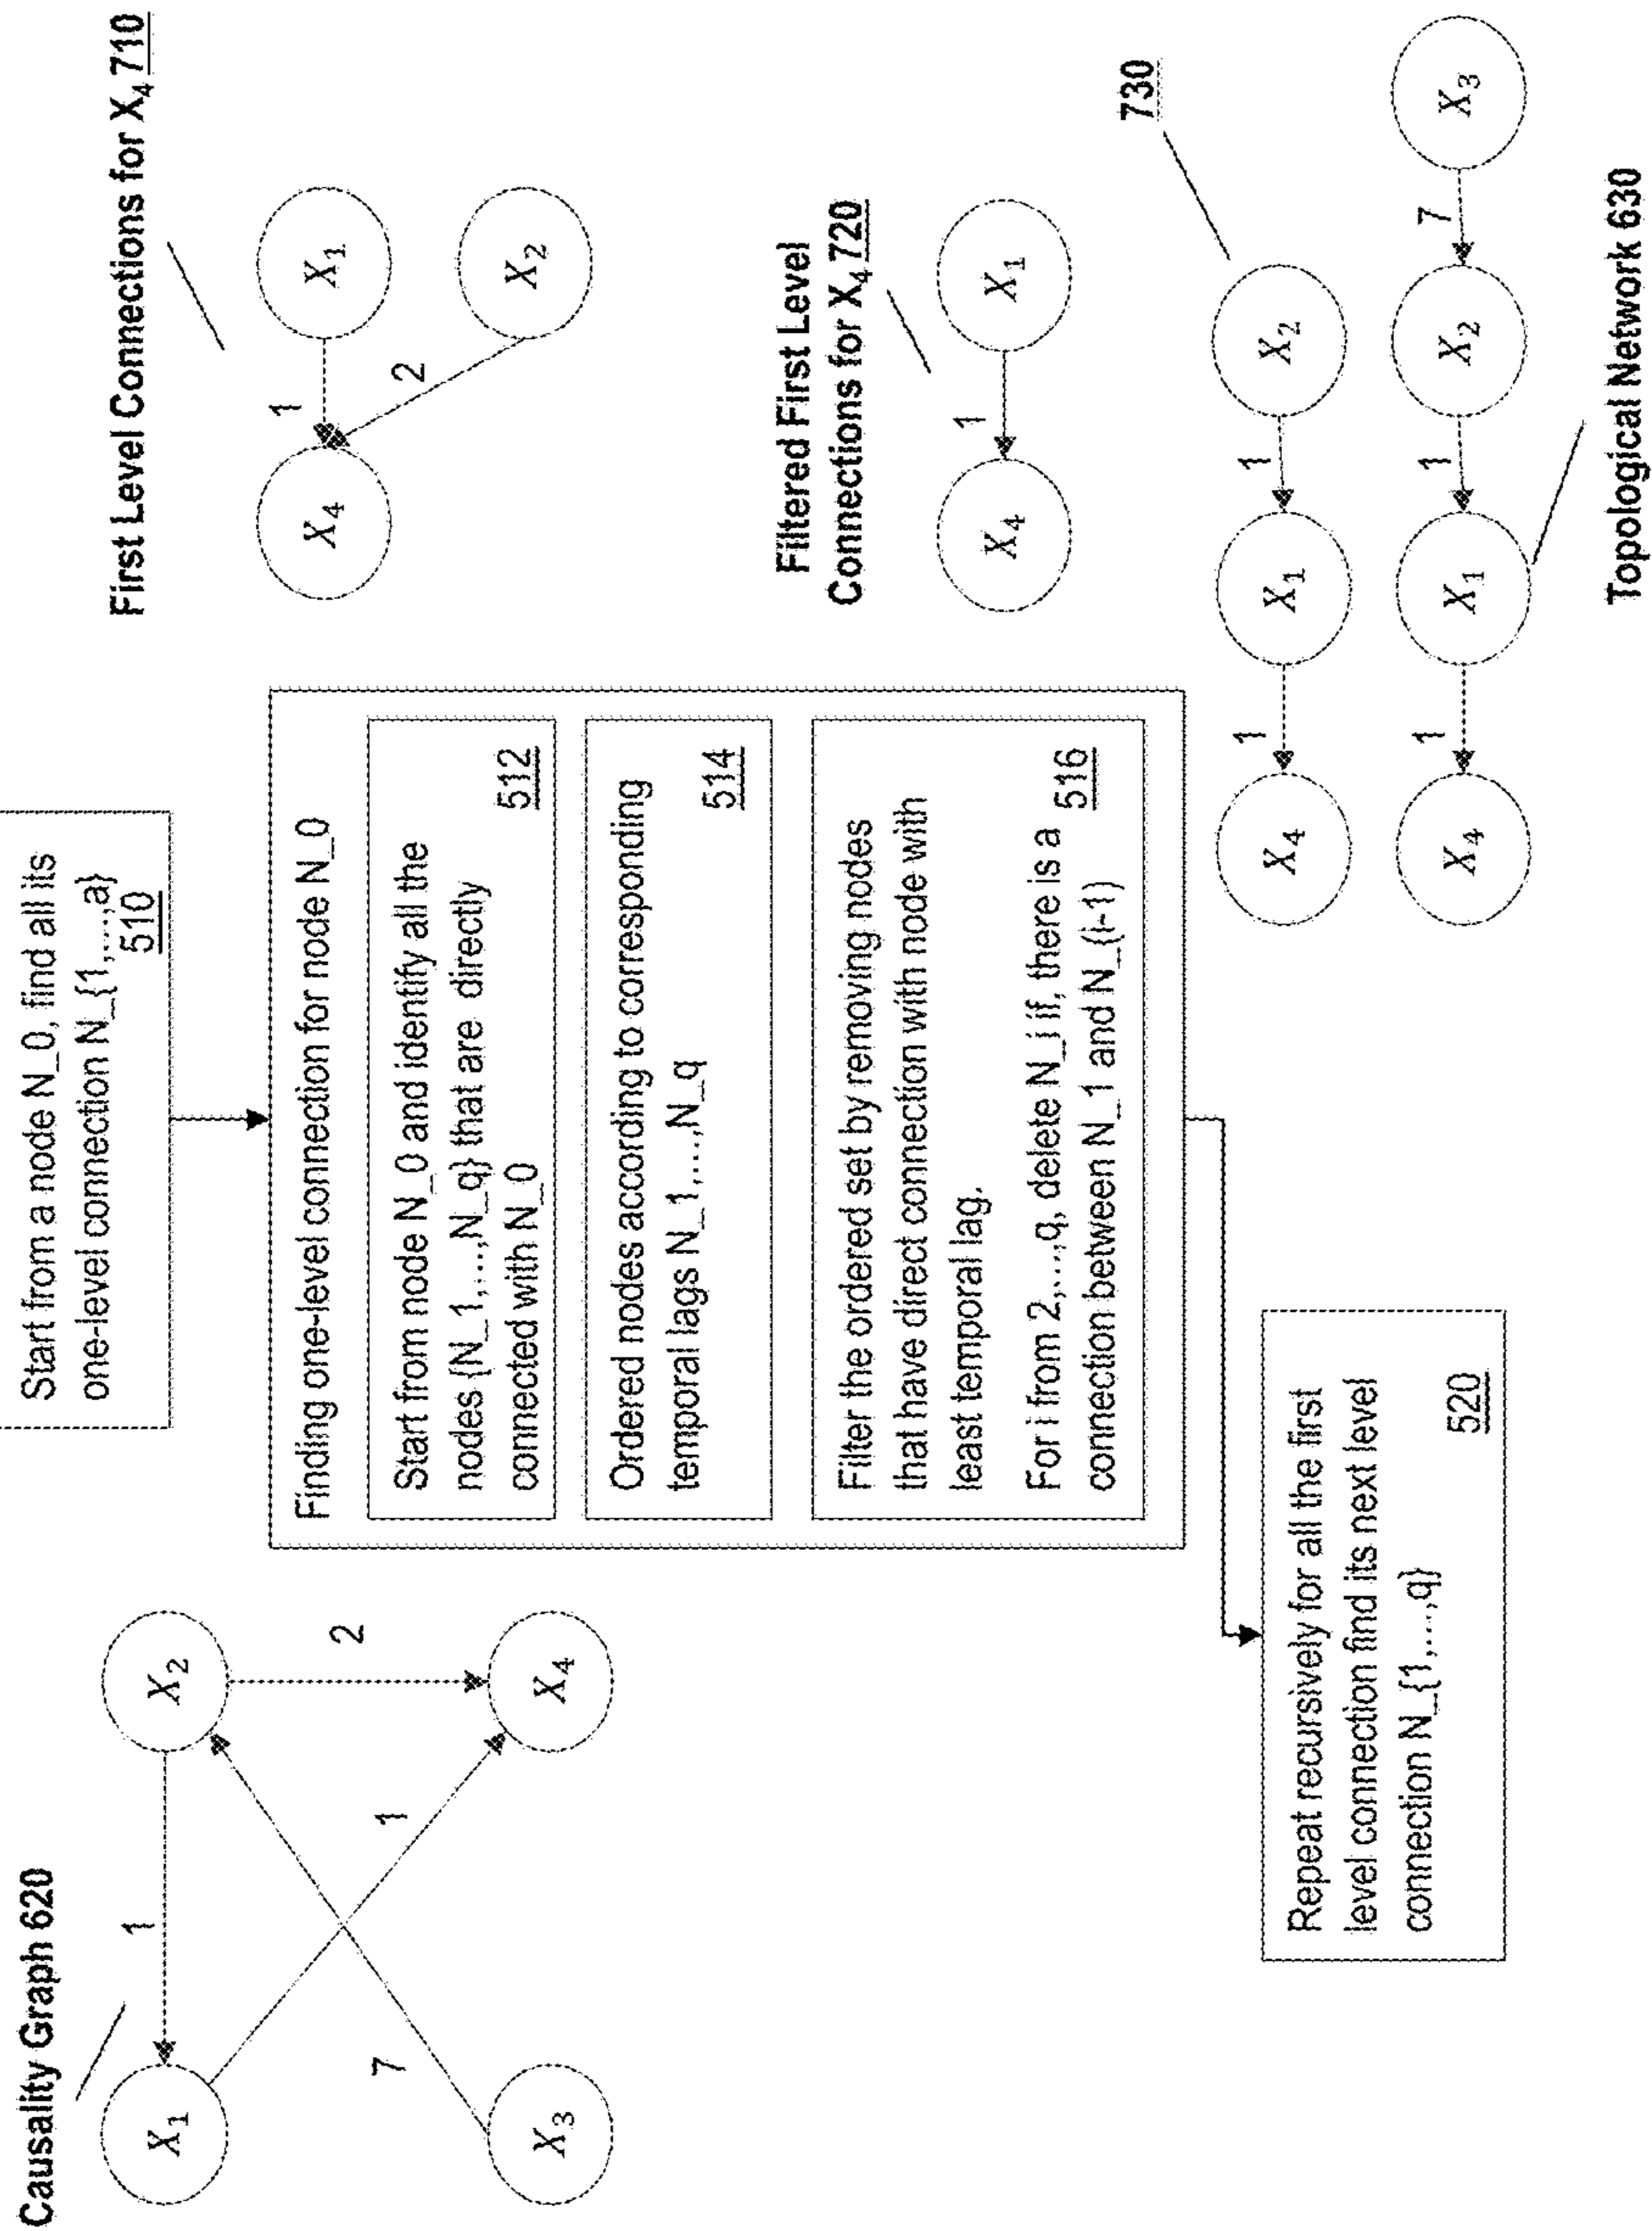 Causality Graph 620
X1
1
X2
2
1
7
X3
X4
Start from a node N_0, find all its
one-level connection N_{1,...,a}
510
Finding one-level connection for node N_0
Start from node N_0 and identify all the
nodes {N_1,...,N_q} that are directly
connected with N_0
512
Ordered nodes according to corresponding
temporal lags N_1,...,N_q
514
Filter the ordered set by removing nodes
that have direct connection with node with
least temporal lag.
For i from 2,...,q, delete N_i if, there is a
connection between N_1 and N_(i-1)
516
Repeat recursively for all the first
level connection find its next level
connection N_{1,...,q}
520
First Level Connections for X4 710
X4
1
X1
2
X2
Filtered First Level
Connections for X4 720
X4
1
X1
730
X4
1
X1
1
X2
X4
1
X1
1
X2
7
X3
Topological Network 630